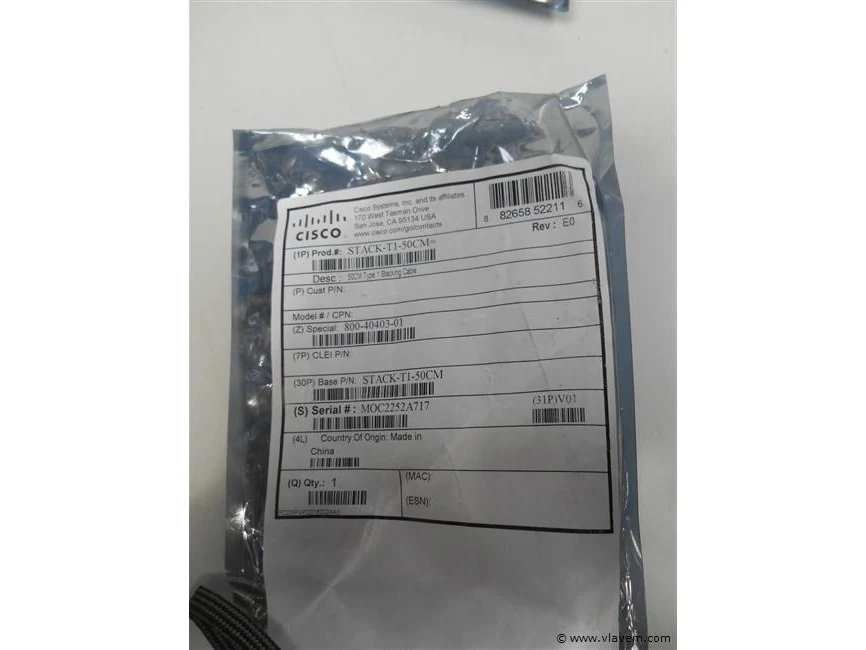 CISCO
Cisco Systems, Inc. and its affiliates
170 West Tasman Drive
San Jose, CA 95134 USA
www.cisco.com/go/contacts
8 82658 52211 6
Rev : E0
(1P) Prod.#: STACK-T1-50CM=
Desc : 50CM Type 1 Stacking Cable
(P) Cust P/N:
Model # / CPN:
(Z) Special: 800-40403-01
(7P) CLEI P/N:
(30P) Base P/N: STACK-T1-50CM
(S) Serial # : MOC2252A717
(31P)V01
(4L) Country Of Origin: Made in
China
(Q) Qty.: 1
(MAC):
(ESN):
© www.vlavem.com